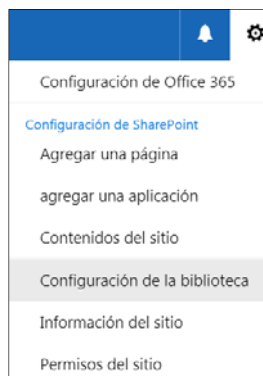 Configuración de Office 365
Configuración de SharePoint
Agregar una página
agregar una aplicación
Contenidos del sitio
Configuración de la biblioteca
Información del sitio
Permisos del sitio